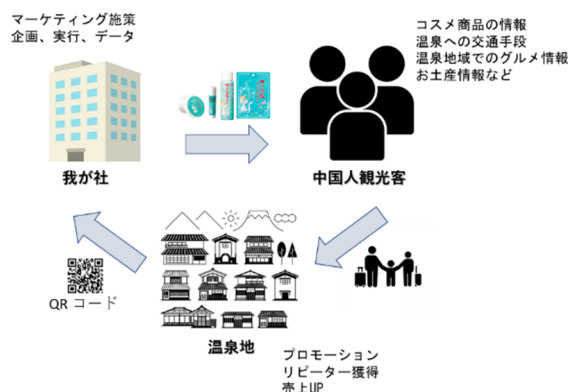 マーケティング施策
企画、実行、データ
コスメ商品の情報
温泉への交通手段
温泉地域でのグルメ情報
お土産情報など
我が社
中国人観光客
QR コード
温泉地
プロモーション
リピーター獲得
売上UP